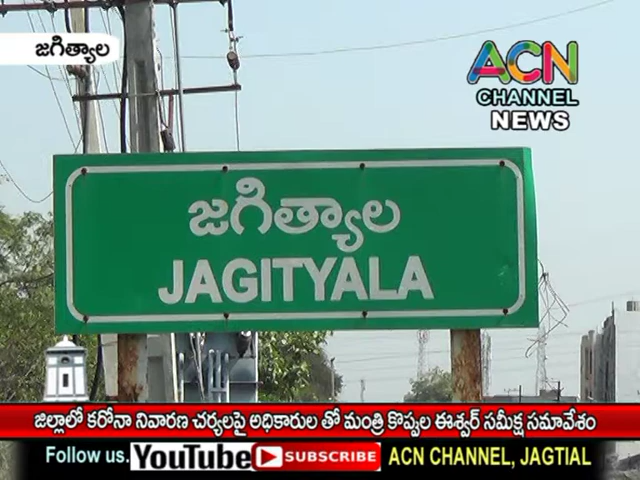 జగిత్యాల
ACN
CHANNEL
NEWS
జగిత్యాల
JAGITYALA
జిల్లాలో కరోనా నివారణ చర్యలపై అధికారుల తో మంత్రి కొప్పుల ఈశ్వర్ సమీక్ష సమావేశం
Follow us. YouTube SUBSCRIBE ACN CHANNEL, JAGTIAL